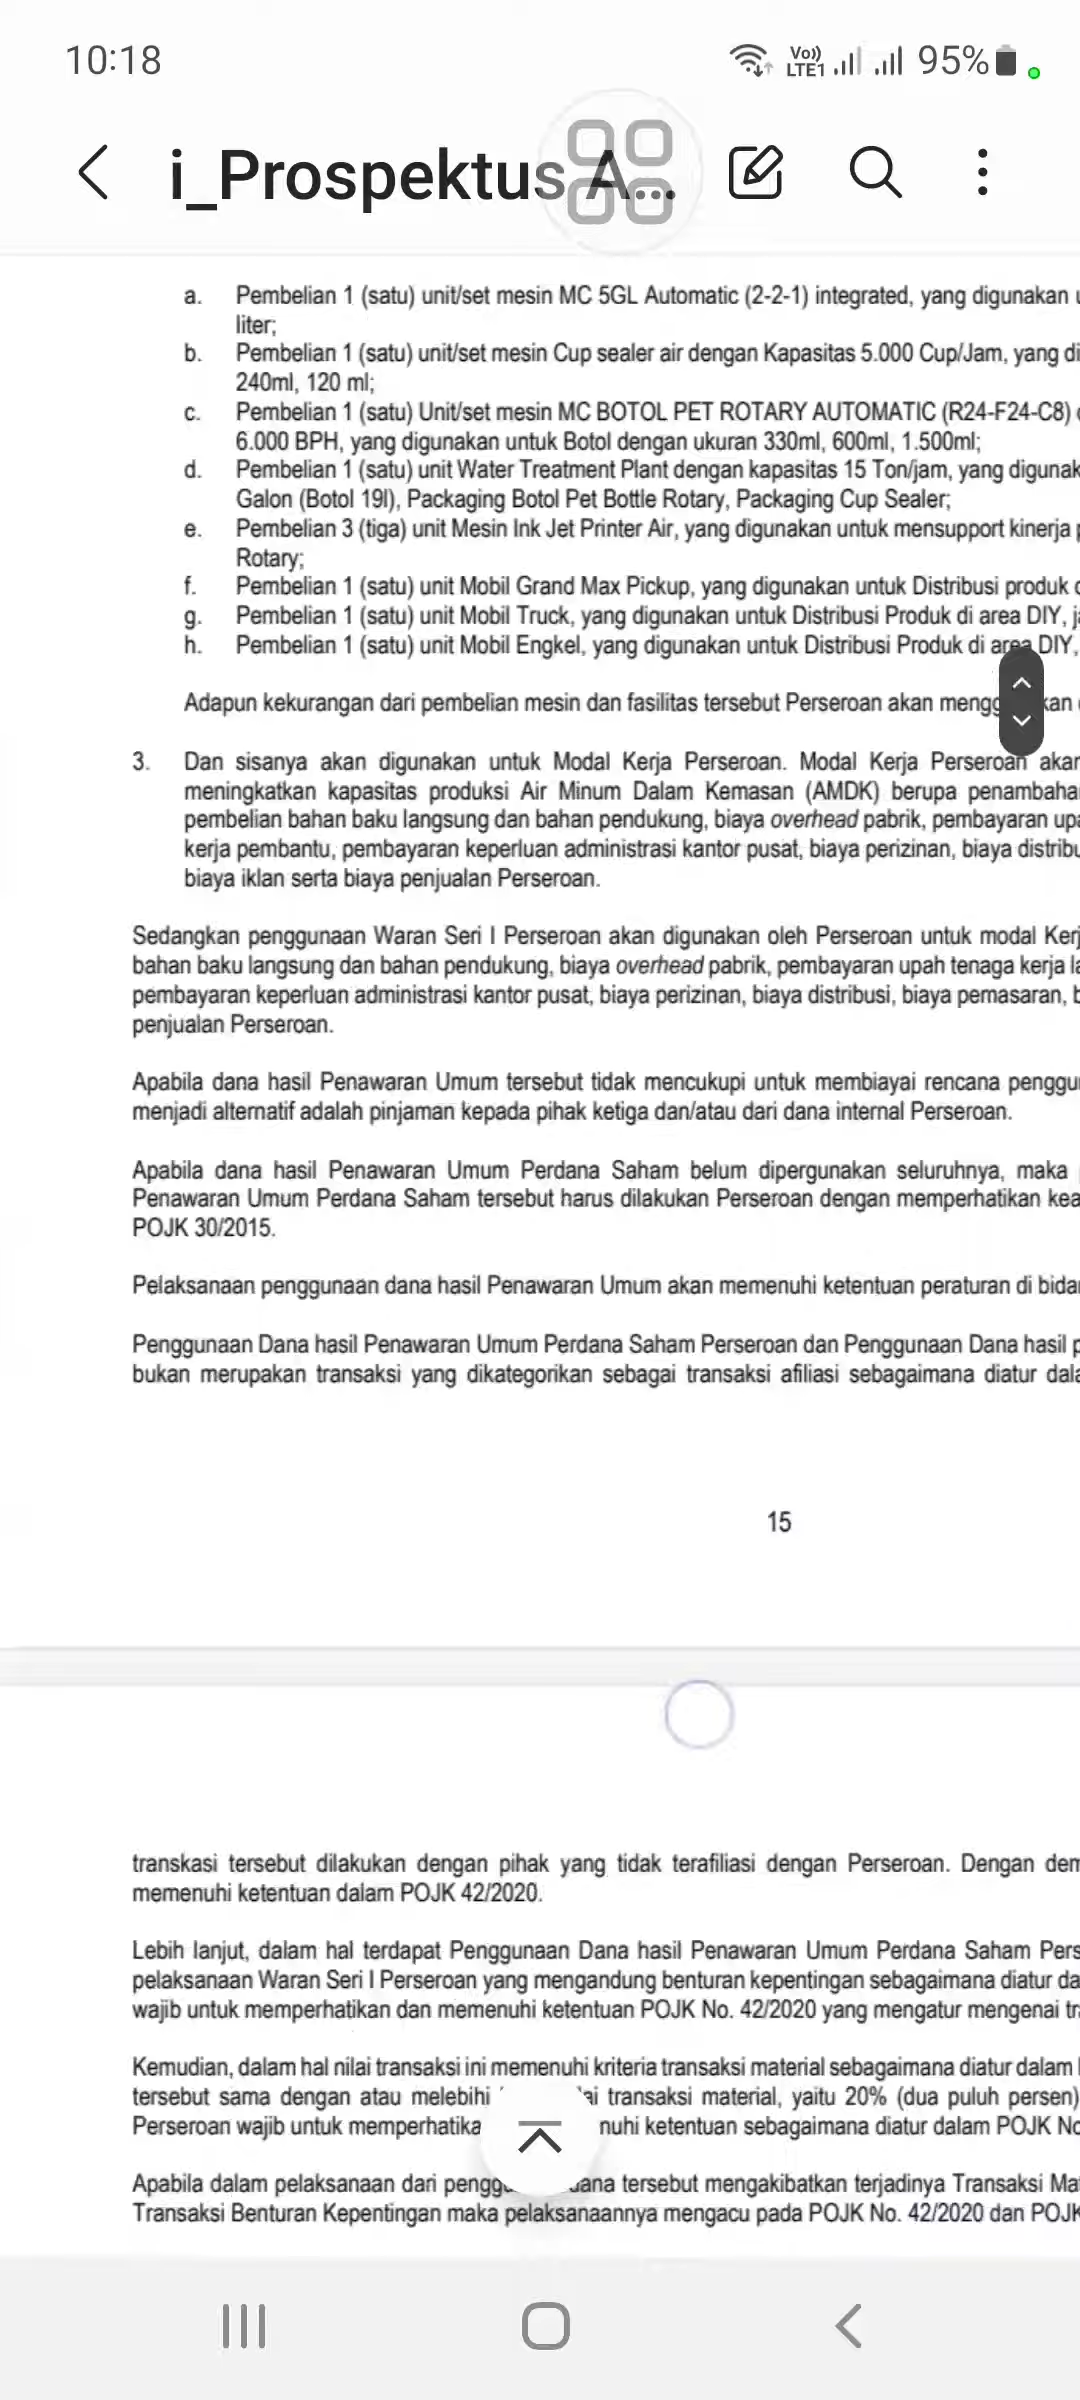 10:18
Vo)) LTE1 95%
i_Prospektus A...
a. Pembelian 1 (satu) unit/set mesin MC 5GL Automatic (2-2-1) integrated, yang digunakan
liter;
b. Pembelian 1 (satu) unit/set mesin Cup sealer air dengan Kapasitas 5.000 Cup/Jam, yang di
240ml, 120 ml;
c. Pembelian 1 (satu) Unit/set mesin MC BOTOL PET ROTARY AUTOMATIC (R24-F24-C8)
6.000 BPH, yang digunakan untuk Botol dengan ukuran 330ml, 600ml, 1.500ml;
d. Pembelian 1 (satu) unit Water Treatment Plant dengan kapasitas 15 Ton/jam, yang digunak
Galon (Botol 19l), Packaging Botol Pet Bottle Rotary, Packaging Cup Sealer;
e. Pembelian 3 (tiga) unit Mesin Ink Jet Printer Air, yang digunakan untuk mensupport kinerja
Rotary;
f. Pembelian 1 (satu) unit Mobil Grand Max Pickup, yang digunakan untuk Distribusi produk
g. Pembelian 1 (satu) unit Mobil Truck, yang digunakan untuk Distribusi Produk di area DIY,
h. Pembelian 1 (satu) unit Mobil Engkel, yang digunakan untuk Distribusi Produk di area DIY,
Adapun kekurangan dari pembelian mesin dan fasilitas tersebut Perseroan akan
3. Dan sisanya akan digunakan untuk Modal Kerja Perseroan. Modal Kerja Perseroan akan
meningkatkan kapasitas produksi Air Minum Dalam Kemasan (AMDK) berupa penambaha
pembelian bahan baku langsung dan bahan pendukung, biaya overhead pabrik, pembayaran upa
kerja pembantu, pembayaran keperluan administrasi kantor pusat, biaya perizinan, biaya distribu
biaya iklan serta biaya penjualan Perseroan.
Sedangkan penggunaan Waran Seri I Perseroan akan digunakan oleh Perseroan untuk modal Kerj
bahan baku langsung dan bahan pendukung, biaya overhead pabrik, pembayaran upah tenaga kerja la
pembayaran keperluan administrasi kantor pusat, biaya perizinan, biaya distribusi, biaya pemasaran, b
penjualan Perseroan.
Apabila dana hasil Penawaran Umum tersebut tidak mencukupi untuk membiayai rencana penggu
menjadi alternatif adalah pinjaman kepada pihak ketiga dan/atau dari dana internal Perseroan.
Apabila dana hasil Penawaran Umum Perdana Saham belum dipergunakan seluruhnya, maka
Penawaran Umum Perdana Saham tersebut harus dilakukan Perseroan dengan memperhatikan kea
POJK 30/2015.
Pelaksanaan penggunaan dana hasil Penawaran Umum akan memenuhi ketentuan peraturan di bida
Penggunaan Dana hasil Penawaran Umum Perdana Saham Perseroan dan Penggunaan Dana hasil p
bukan merupakan transaksi yang dikategorikan sebagai transaksi afiliasi sebagaimana diatur dala
15
transkasi tersebut dilakukan dengan pihak yang tidak terafiliasi dengan Perseroan. Dengan dem
memenuhi ketentuan dalam POJK 42/2020.
Lebih lanjut, dalam hal terdapat Penggunaan Dana hasil Penawaran Umum Perdana Saham Pers
pelaksanaan Waran Seri I Perseroan yang mengandung benturan kepentingan sebagaimana diatur da
wajib untuk memperhatikan dan memenuhi ketentuan POJK No. 42/2020 yang mengatur mengenai tra
Kemudian, dalam hal nilai transaksi ini memenuhi kriteria transaksi material sebagaimana diatur dalam
tersebut sama dengan atau melebihi transaksi material, yaitu 20% (dua puluh persen)
Perseroan wajib untuk memperhatika nuhi ketentuan sebagaimana diatur dalam POJK No
Apabila dalam pelaksanaan dari tersebut mengakibatkan terjadinya Transaksi Mat
Transaksi Benturan Kepentingan maka pelaksanaannya mengacu pada POJK No. 42/2020 dan POJK